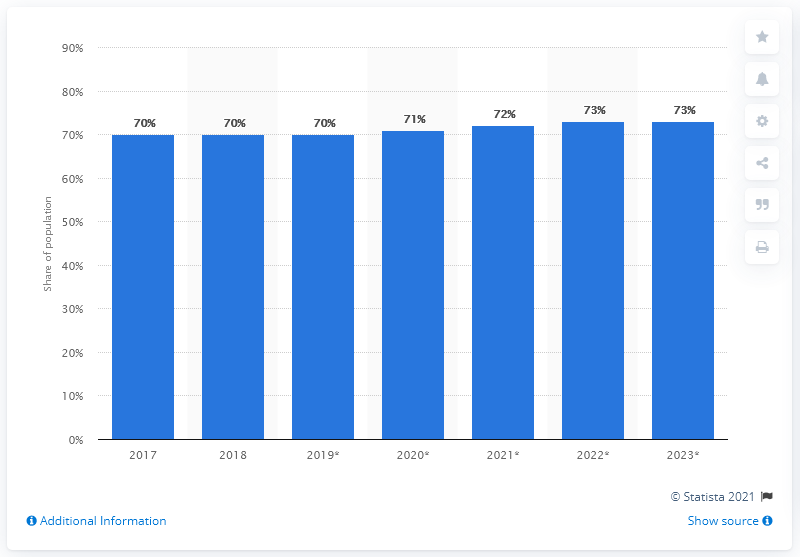 90%
80%
70%
60%
50%
40%
30%
20%
10%
0%
Share of population
70% 70% 70% 71% 72% 73% 73%
2017 2018 2019* 2020* 2021* 2022* 2023*
© Statista 2021
Additional Information Show source